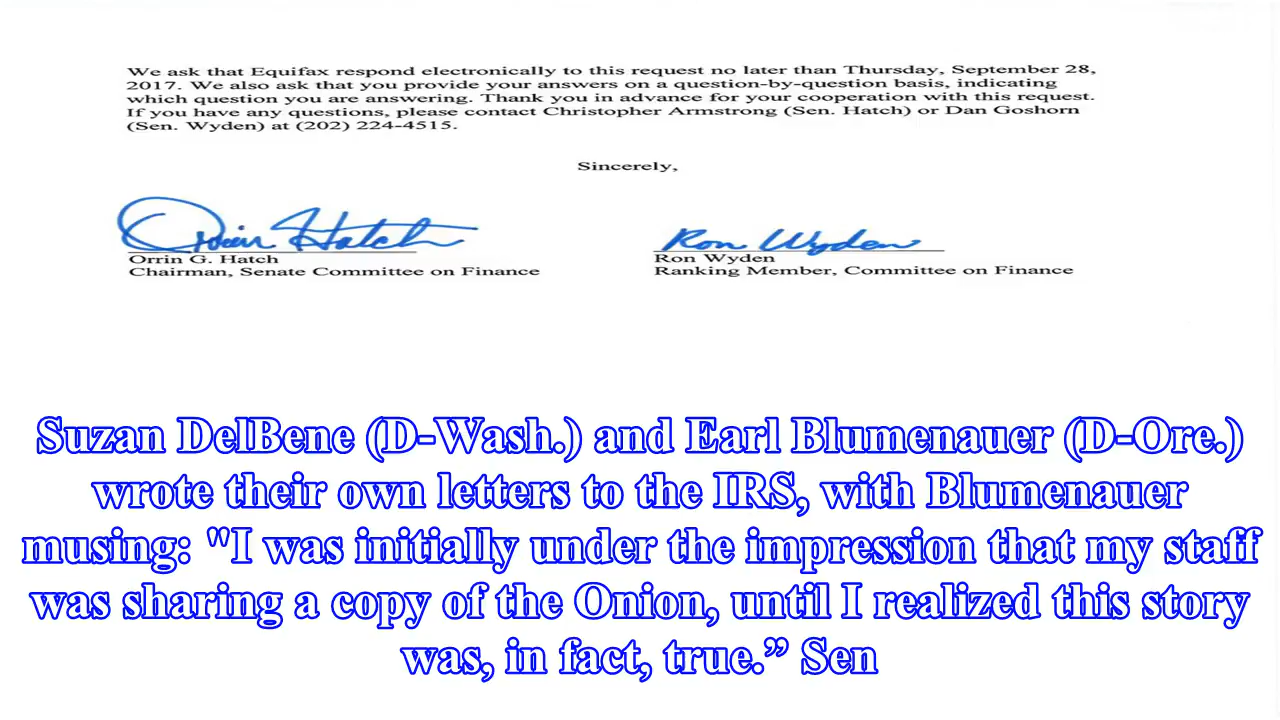 We ask that Equifax respond electronically to this request no later than Thursday, September 28,
2017. We also ask that you provide your answers on a question-by-question basis, indicating
which question you are answering. Thank you in advance for your cooperation with this request.
If you have any questions, please contact Christopher Armstrong (Sen. Hatch) or Dan Goshorn
(Sen. Wyden) at (202) 224-4515.
Sincerely,
Orrin Hatch
Ron Wyden
Orrin G. Hatch
Chairman, Senate Committee on Finance
Ron Wyden
Ranking Member, Committee on Finance
Suzan DelBene (D-Wash.) and Earl Blumenauer (D-Ore.)
wrote their own letters to the IRS, with Blumenauer
musing: "I was initially under the impression that my staff
was sharing a copy of the Onion, until I realized this story
was, in fact, true.” Sen